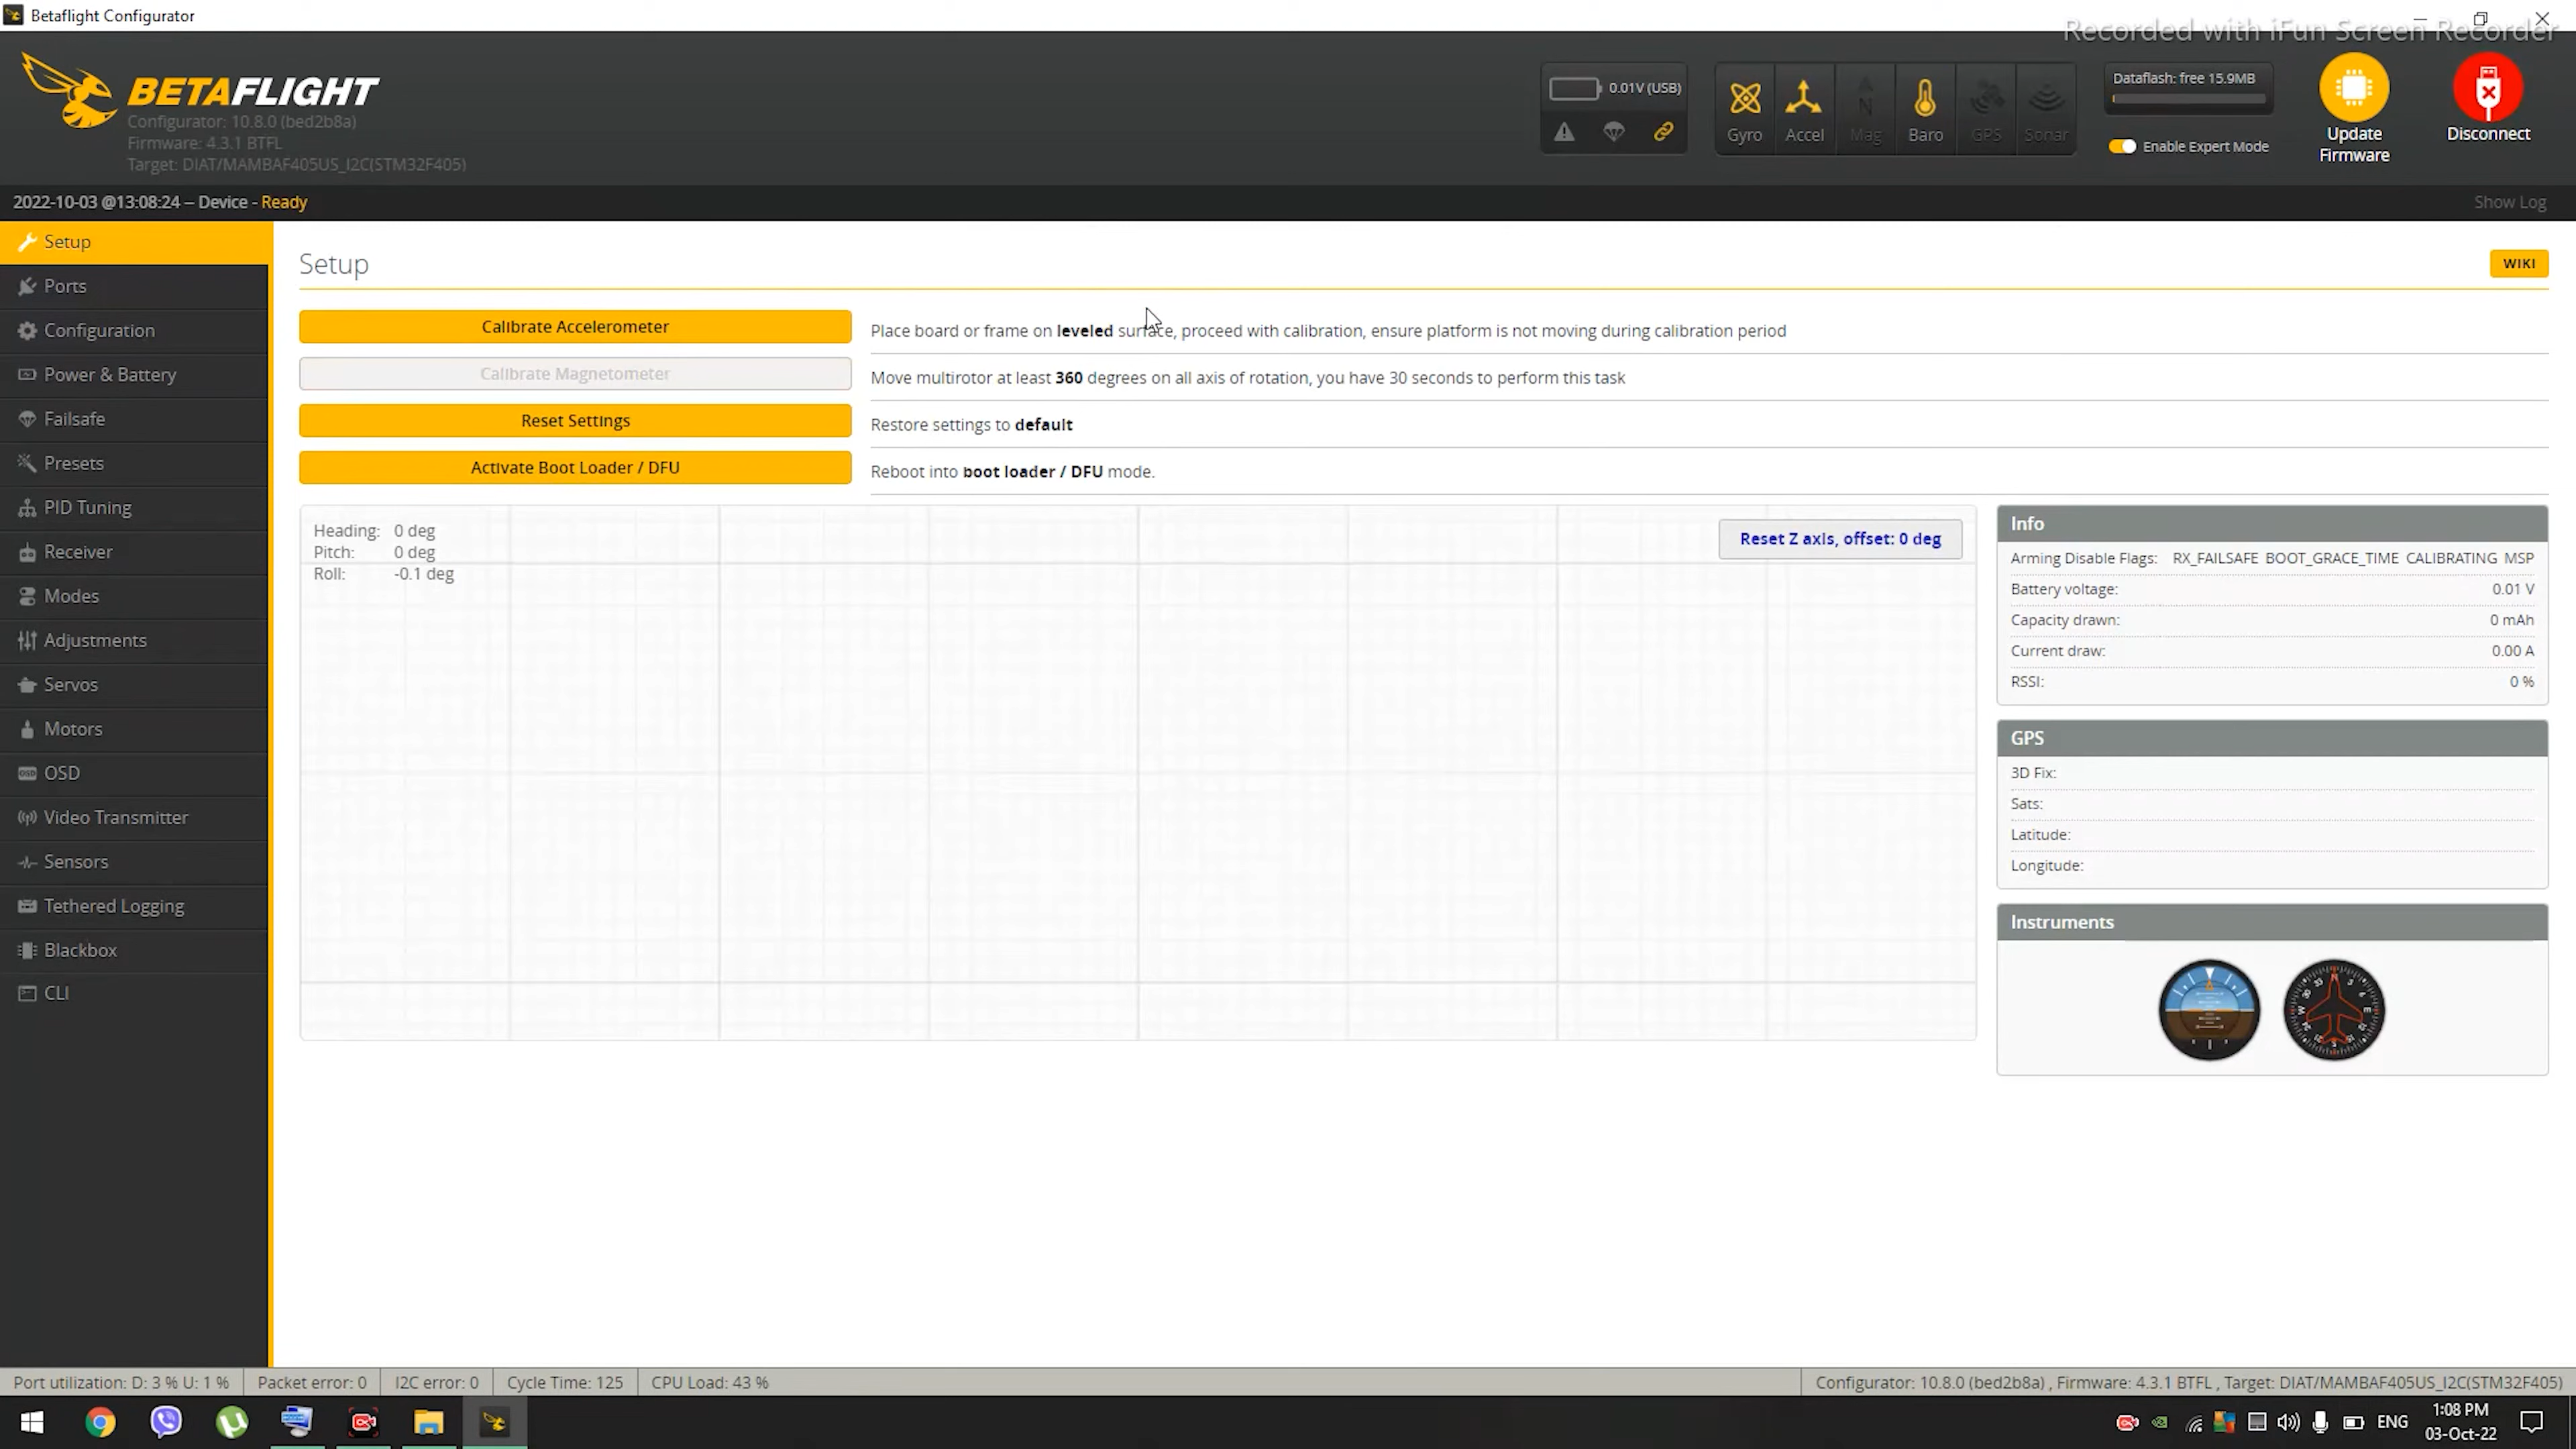 Betaflight Configurator
Recorded with iFun Screen Recorder
BETAFLIGHT
Configurator: 10.8.0 (bed2b8a)
Firmware: 4.3.1 BTFL
Target: DIAT/MAMBAF405US_I2C(STM32F405)
0.01V (USB)
Gyro
Accel
Mag
Baro
GPS
Sonar
Dataflash: free 15.9MB
Enable Expert Mode
Update
Firmware
Disconnect
2022-10-03 @13:08:24 – Device - Ready
Show Log
Setup
Ports
Configuration
Power & Battery
Failsafe
Presets
PID Tuning
Receiver
Modes
Adjustments
Servos
Motors
OSD
Video Transmitter
Sensors
Tethered Logging
Blackbox
CLI
Setup
WIKI
Calibrate Accelerometer
Place board or frame on leveled surface, proceed with calibration, ensure platform is not moving during calibration period
Calibrate Magnetometer
Move multirotor at least 360 degrees on all axis of rotation, you have 30 seconds to perform this task
Reset Settings
Restore settings to default
Activate Boot Loader / DFU
Reboot into boot loader / DFU mode.
Heading: 0 deg
Pitch: 0 deg
Roll: -0.1 deg
Reset Z axis, offset: 0 deg
Info
Arming Disable Flags: RX_FAILSAFE BOOT_GRACE_TIME CALIBRATING MSP
Battery voltage: 0.01 V
Capacity drawn: 0 mAh
Current draw: 0.00 A
RSSI: 0 %
GPS
3D Fix:
Sats:
Latitude:
Longitude:
Instruments
Port utilization: D: 3 % U: 1 % Packet error: 0 I2C error: 0 Cycle Time: 125 CPU Load: 43 %
Configurator: 10.8.0 (bed2b8a) , Firmware: 4.3.1 BTFL , Target: DIAT/MAMBAF405US_I2C(STM32F405)
ENG
1:08 PM
03-Oct-22